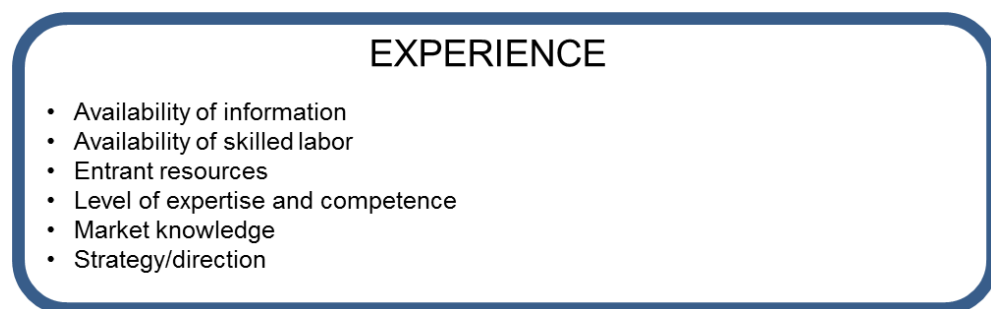 EXPERIENCE
• Availability of information
• Availability of skilled labor
• Entrant resources
• Level of expertise and competence
• Market knowledge
• Strategy/direction